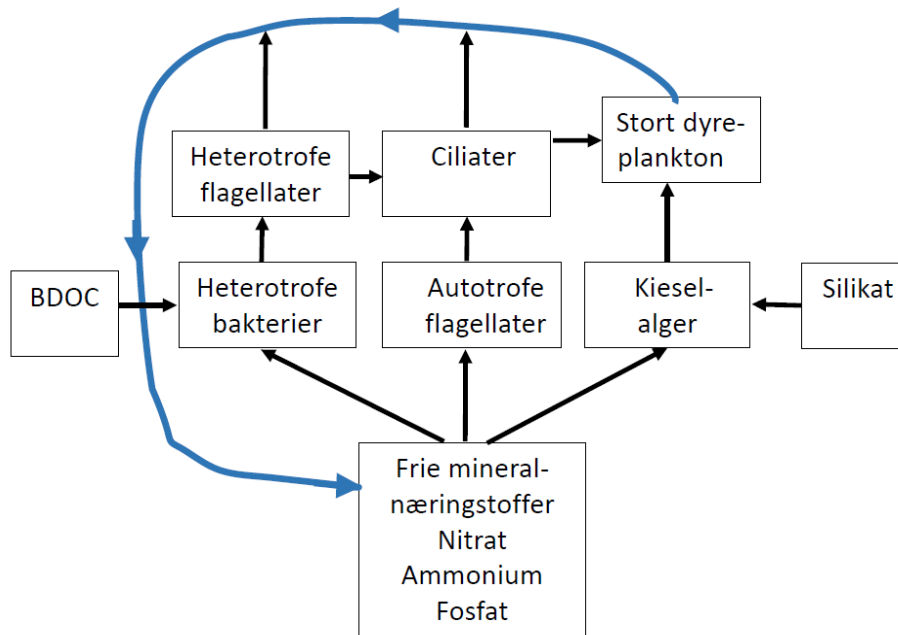 Stort dyre-
plankton
Heterotrofe
flagellater
Ciliater
BDOC
Heterotrofe
bakterier
Autotrofe
flagellater
Kiesel-
alger
Silikat
Frie mineral-
næringstoffer
Nitrat
Ammonium
Fosfat